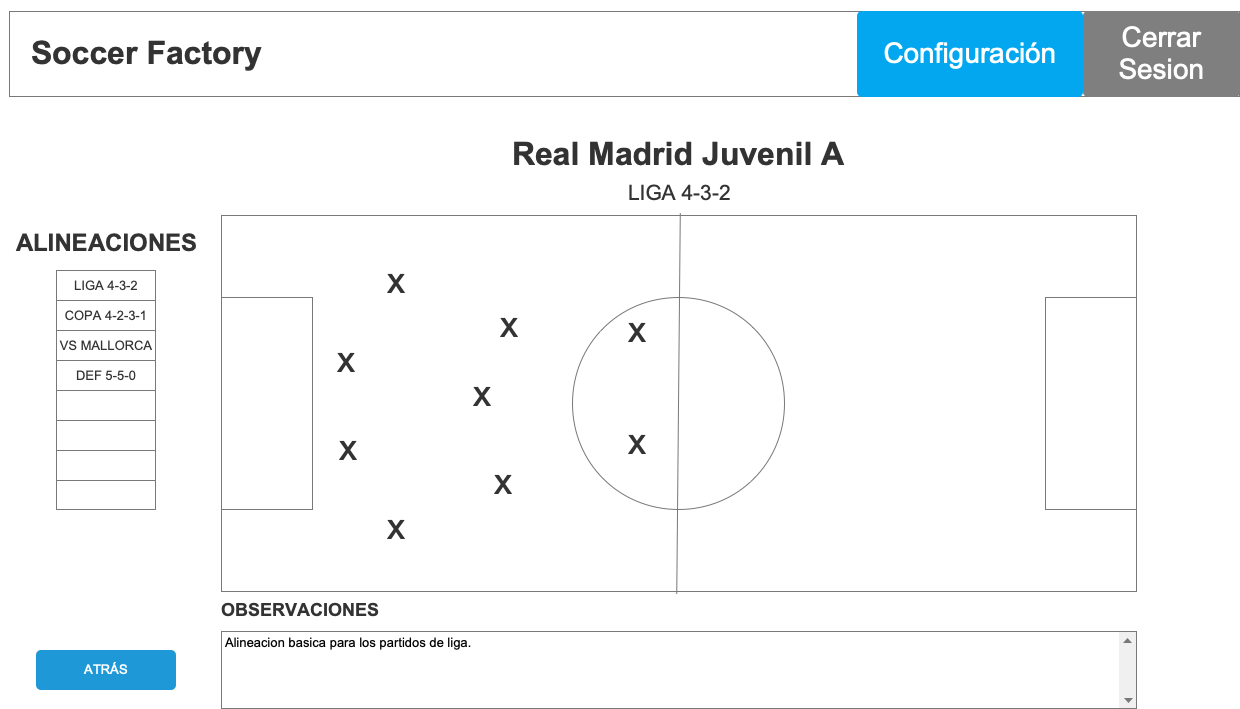 Soccer Factory
Configuración
Cerrar
Sesion
Real Madrid Juvenil A
LIGA 4-3-2
ALINEACIONES
LIGA 4-3-2
COPA 4-2-3-1
VS MALLORCA
DEF 5-5-0
X
X
X
X
X
X
X
X
X
OBSERVACIONES
Alineacion basica para los partidos de liga.
ATRÁS